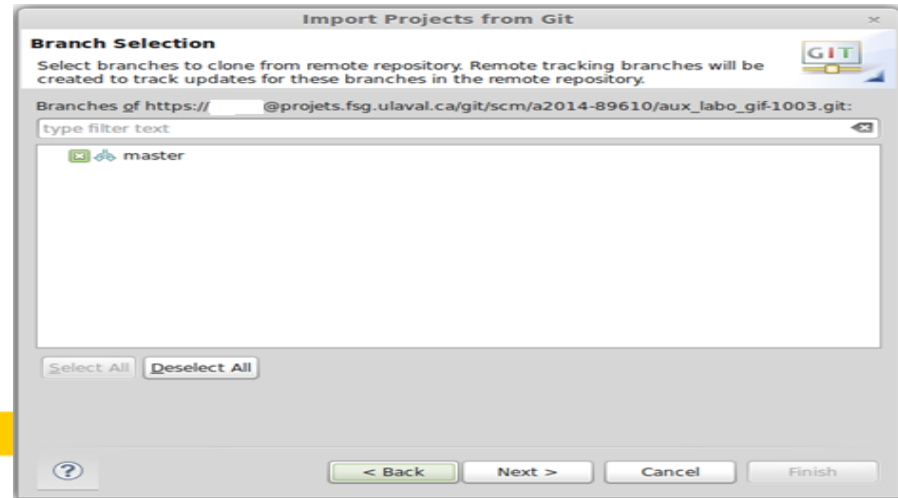 Import Projects from Git
Branch Selection
Select branches to clone from remote repository. Remote tracking branches will be
created to track updates for these branches in the remote repository.
GIT
Branches of https://      @projets.fsg.ulaval.ca/git/scm/a2014-89610/aux_labo_gif-1003.git:
type filter text
master
Select All Deselect All
? < Back Next > Cancel Finish